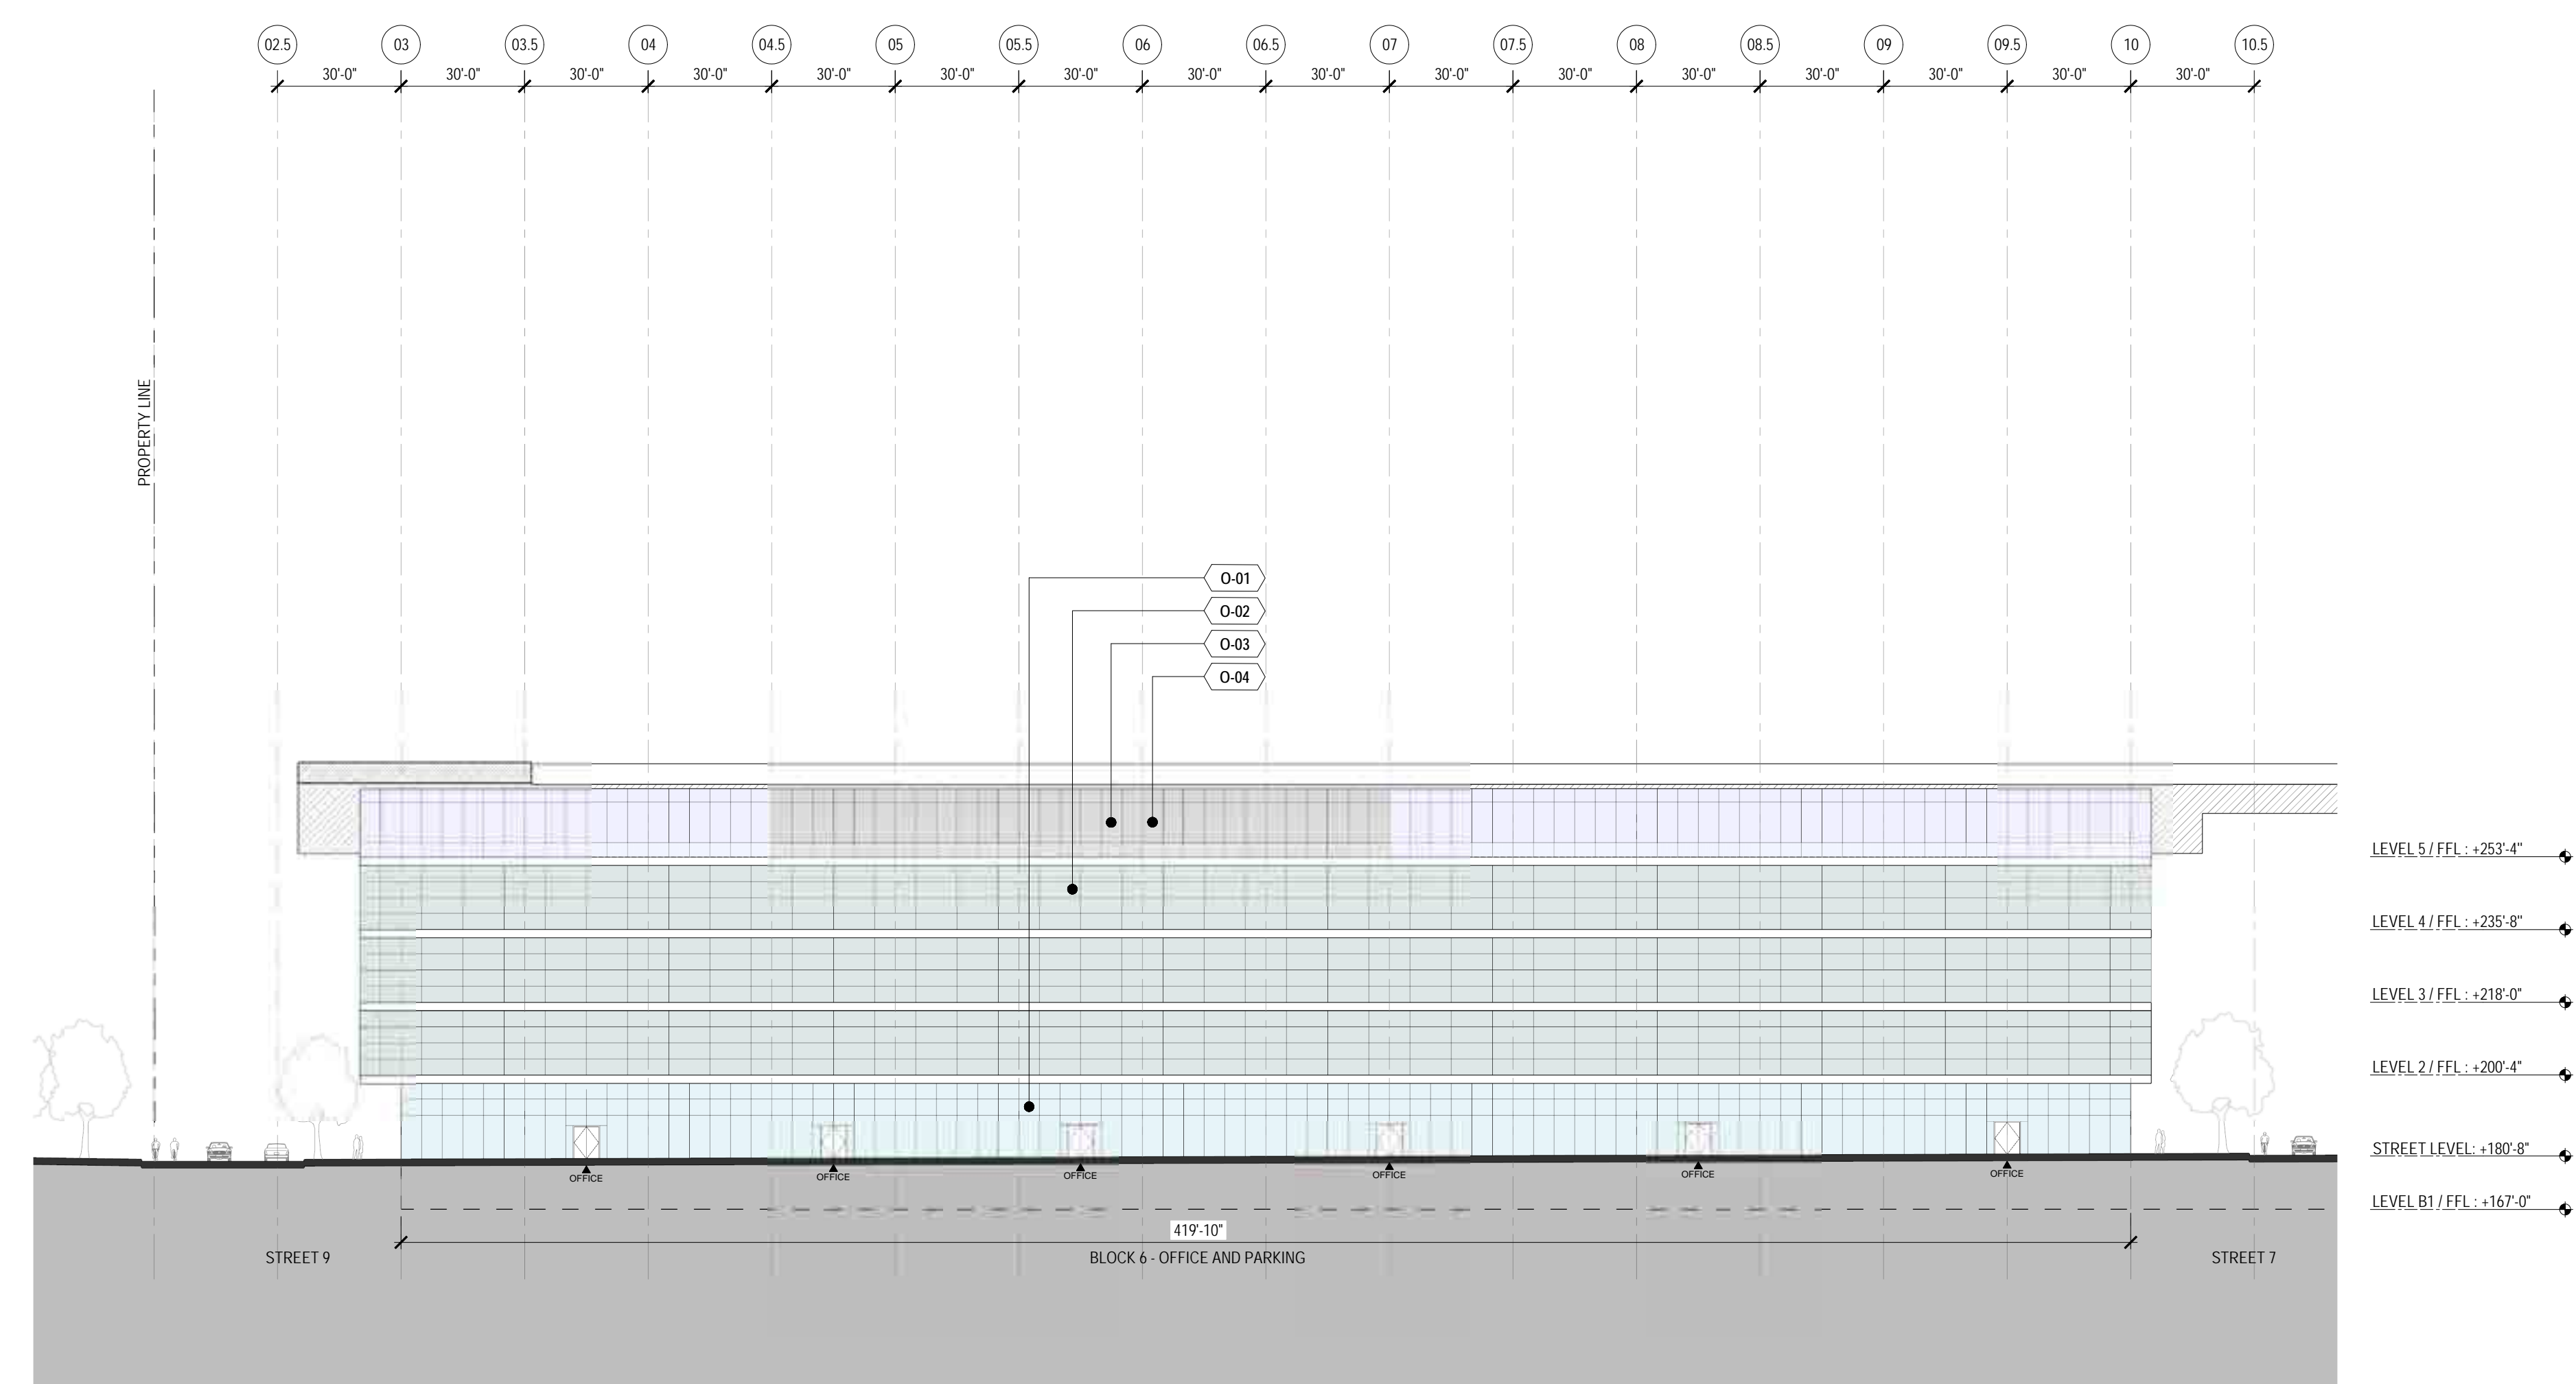 02.5 03 03.5 04 04.5 05 05.5 06 06.5 07 07.5 08 08.5 09 09.5 10 10.5
30'-0" 30'-0" 30'-0" 30'-0" 30'-0" 30'-0" 30'-0" 30'-0" 30'-0" 30'-0" 30'-0" 30'-0" 30'-0" 30'-0" 30'-0" 30'-0"
PROPERTY LINE
O-01
O-02
O-03
O-04
LEVEL 5 / FFL : +253'-4"
LEVEL 4 / FFL : +235'-8"
LEVEL 3 / FFL : +218'-0"
LEVEL 2 / FFL : +200'-4"
STREET LEVEL: +180'-8"
OFFICE OFFICE OFFICE OFFICE OFFICE OFFICE
LEVEL B1 / FFL : +167'-0"
419'-10"
STREET 9 BLOCK 6 - OFFICE AND PARKING STREET 7